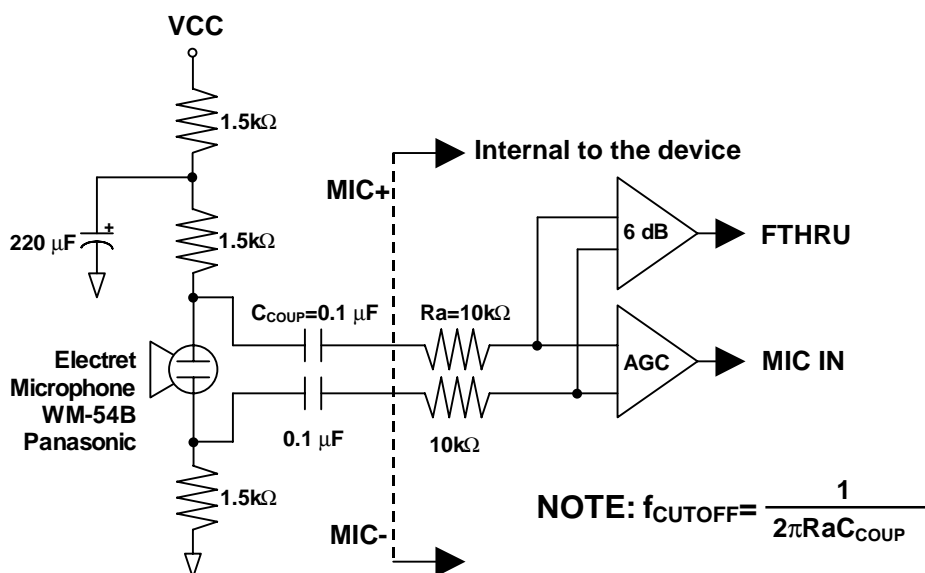 VCC
1.5kΩ
Internal to the device
MIC+
220 µF
+
1.5kΩ
6 dB
FTHRU
CCOUP=0.1 µF
Ra=10kΩ
Electret
Microphone
WM-54B
Panasonic
AGC
MIC IN
0.1 µF
10kΩ
1.5kΩ
MIC-
NOTE: fCUTOFF= 1
2πRaCCOUP